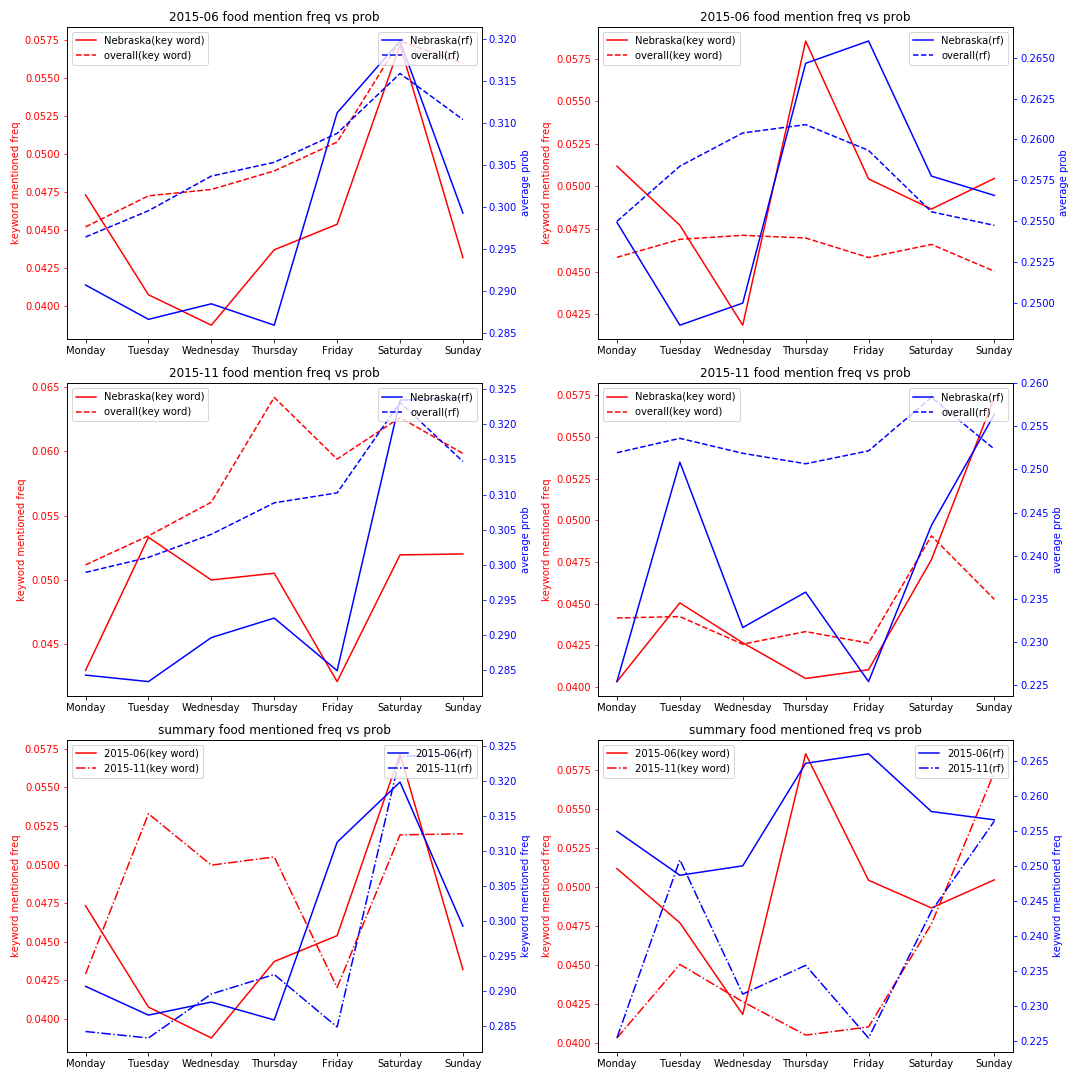 2015-06 food mention freq vs prob
Nebraska(key word)
overall(key word)
Nebraska(rf)
overall(rf)
keyword mentioned freq
0.0575
0.0550
0.0525
0.0500
0.0475
0.0450
0.0425
0.0400
0.320
0.315
0.310
0.305
0.300
0.295
0.290
0.285
average prob
Monday Tuesday Wednesday Thursday Friday Saturday Sunday
2015-06 food mention freq vs prob
Nebraska(key word)
overall(key word)
Nebraska(rf)
overall(rf)
keyword mentioned freq
0.0575
0.0550
0.0525
0.0500
0.0475
0.0450
0.0425
0.2650
0.2625
0.2600
0.2575
0.2550
0.2525
0.2500
average prob
Monday Tuesday Wednesday Thursday Friday Saturday Sunday
2015-11 food mention freq vs prob
Nebraska(key word)
overall(key word)
Nebraska(rf)
overall(rf)
keyword mentioned freq
0.065
0.060
0.055
0.050
0.045
0.325
0.320
0.315
0.310
0.305
0.300
0.295
0.290
0.285
average prob
Monday Tuesday Wednesday Thursday Friday Saturday Sunday
2015-11 food mention freq vs prob
Nebraska(key word)
overall(key word)
Nebraska(rf)
overall(rf)
keyword mentioned freq
0.0575
0.0550
0.0525
0.0500
0.0475
0.0450
0.0425
0.0400
0.260
0.255
0.250
0.245
0.240
0.235
0.230
0.225
average prob
Monday Tuesday Wednesday Thursday Friday Saturday Sunday
summary food mentioned freq vs prob
2015-06(key word)
2015-11(key word)
2015-06(rf)
2015-11(rf)
keyword mentioned freq
0.0575
0.0550
0.0525
0.0500
0.0475
0.0450
0.0425
0.0400
0.325
0.320
0.315
0.310
0.305
0.300
0.295
0.290
0.285
keyword mentioned freq
Monday Tuesday Wednesday Thursday Friday Saturday Sunday
summary food mentioned freq vs prob
2015-06(key word)
2015-11(key word)
2015-06(rf)
2015-11(rf)
keyword mentioned freq
0.0575
0.0550
0.0525
0.0500
0.0475
0.0450
0.0425
0.0400
0.265
0.260
0.255
0.250
0.245
0.240
0.235
0.230
0.225
keyword mentioned freq
Monday Tuesday Wednesday Thursday Friday Saturday Sunday